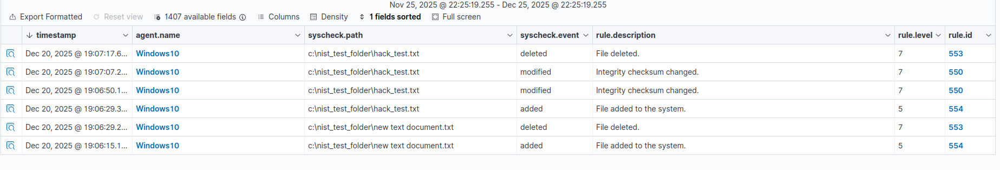 Nov 25, 2025 @ 22:25:19.255 - Dec 25, 2025 @ 22:25:19.255
Export Formatted Reset view 1407 available fields Columns Density 1 fields sorted Full screen
timestamp agent.name syscheck.path syscheck.event rule.description rule.level rule.id
Dec 20, 2025 @ 19:07:17.6... Windows10 c:\nist_test_folder\hack_test.txt deleted File deleted. 7 553
Dec 20, 2025 @ 19:07:07.2... Windows10 c:\nist_test_folder\hack_test.txt modified Integrity checksum changed. 7 550
Dec 20, 2025 @ 19:06:50.1... Windows10 c:\nist_test_folder\hack_test.txt modified Integrity checksum changed. 7 550
Dec 20, 2025 @ 19:06:29.3... Windows10 c:\nist_test_folder\hack_test.txt added File added to the system. 5 554
Dec 20, 2025 @ 19:06:29.2... Windows10 c:\nist_test_folder\new text document.txt deleted File deleted. 7 553
Dec 20, 2025 @ 19:06:15.1... Windows10 c:\nist_test_folder\new text document.txt added File added to the system. 5 554